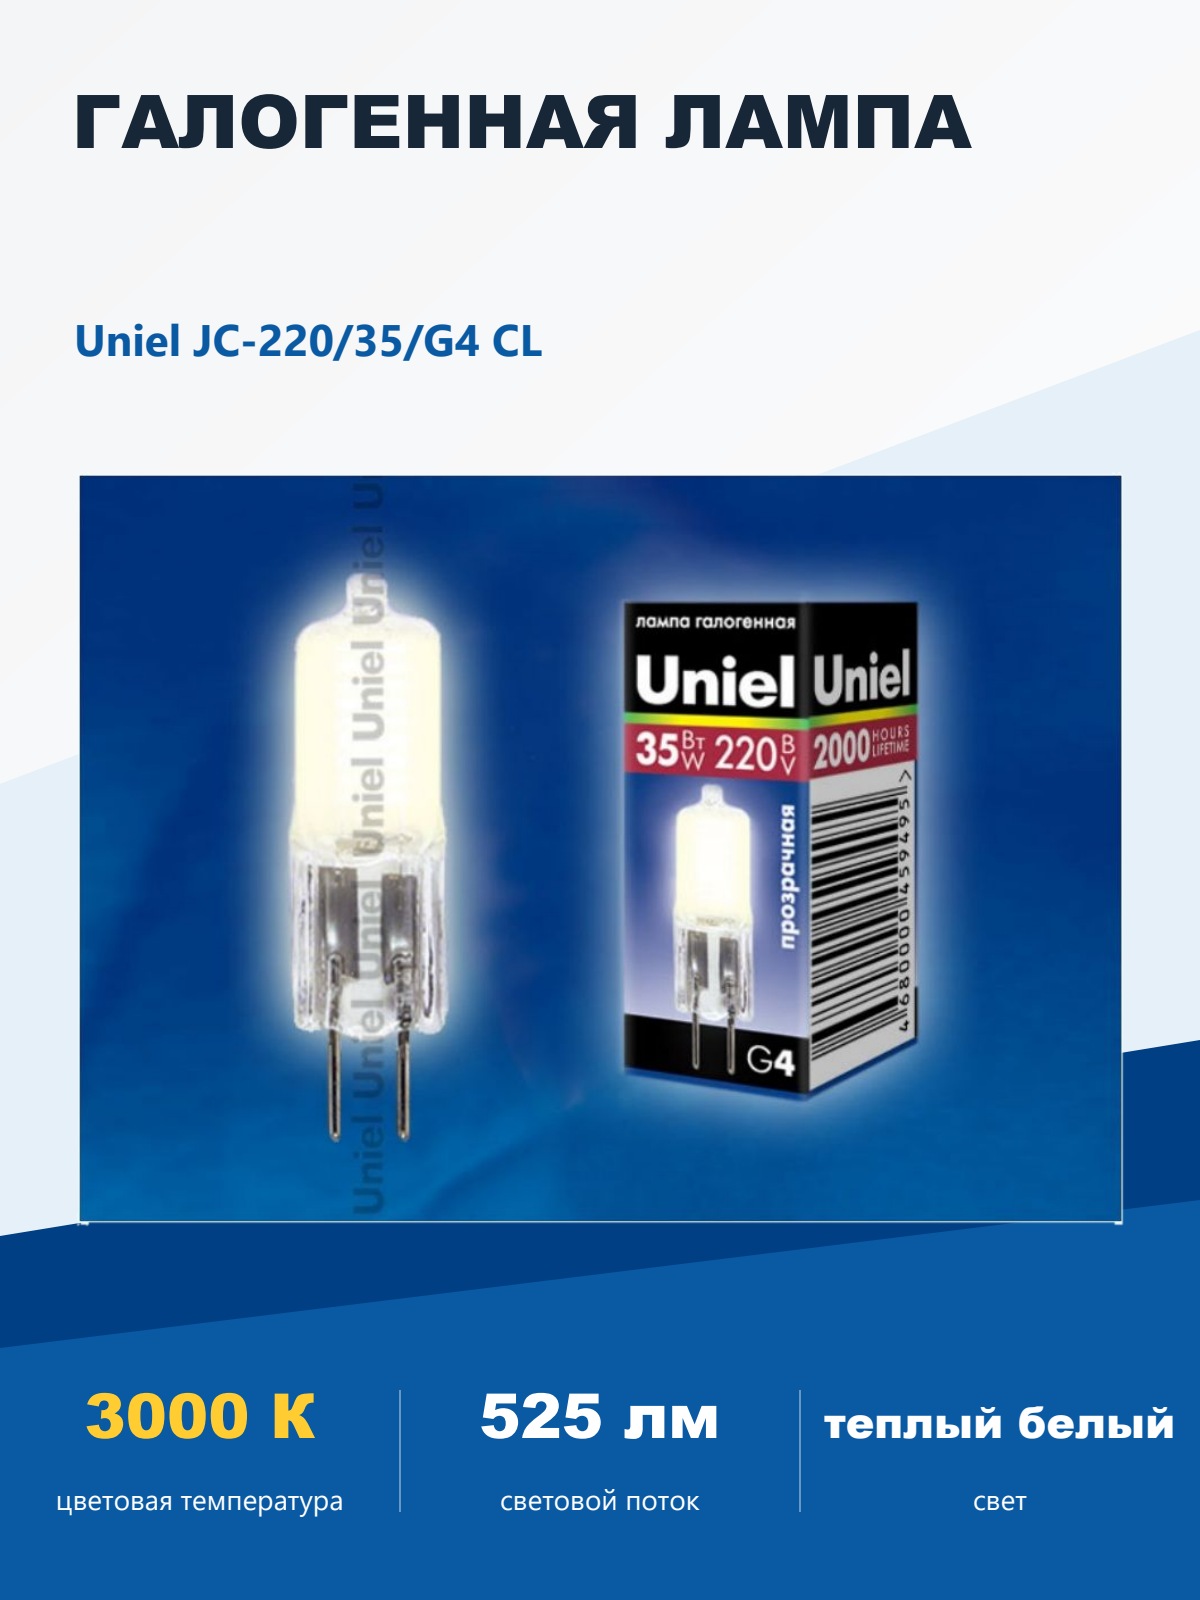 ГАЛОГЕННАЯ ЛАМПА
Uniel JC-220/35/G4 CL
Uniel Uniel Uniel Uniel Uniel Uniel
лампа галогенная
Uniel
35 Вт W 220 В V
прозрачная
G4
Uniel
2000 HOURS LIFETIME
4 680000 459495 >
3000 К
цветовая температура
525 лм
световой поток
теплый белый
свет